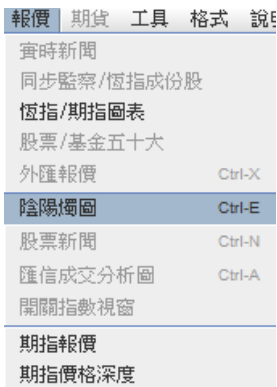 報價 期貨 工具 格式 說明
實時新聞
同步監察/恆指成份股
恆指/期指圖表
股票/基金五十大
外匯報價 Ctrl-X
陰陽燭圖 Ctrl-E
股票新聞 Ctrl-N
匯信成交分析圖 Ctrl-A
開關指數視窗
期指報價
期指價格深度